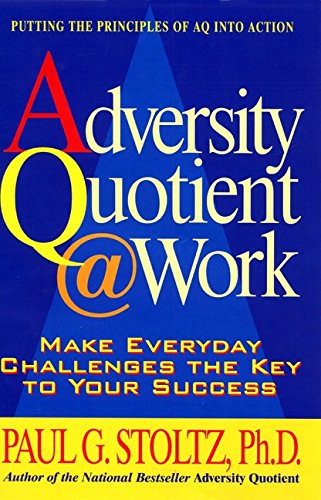 PUTTING THE PRINCIPLES OF AQ INTO ACTION
Adversity
Quotient
@Work
MAKE EVERYDAY
CHALLENGES THE KEY
TO YOUR SUCCESS
PAUL G. STOLTZ, Ph.D.
Author of the National Bestseller Adversity Quotient